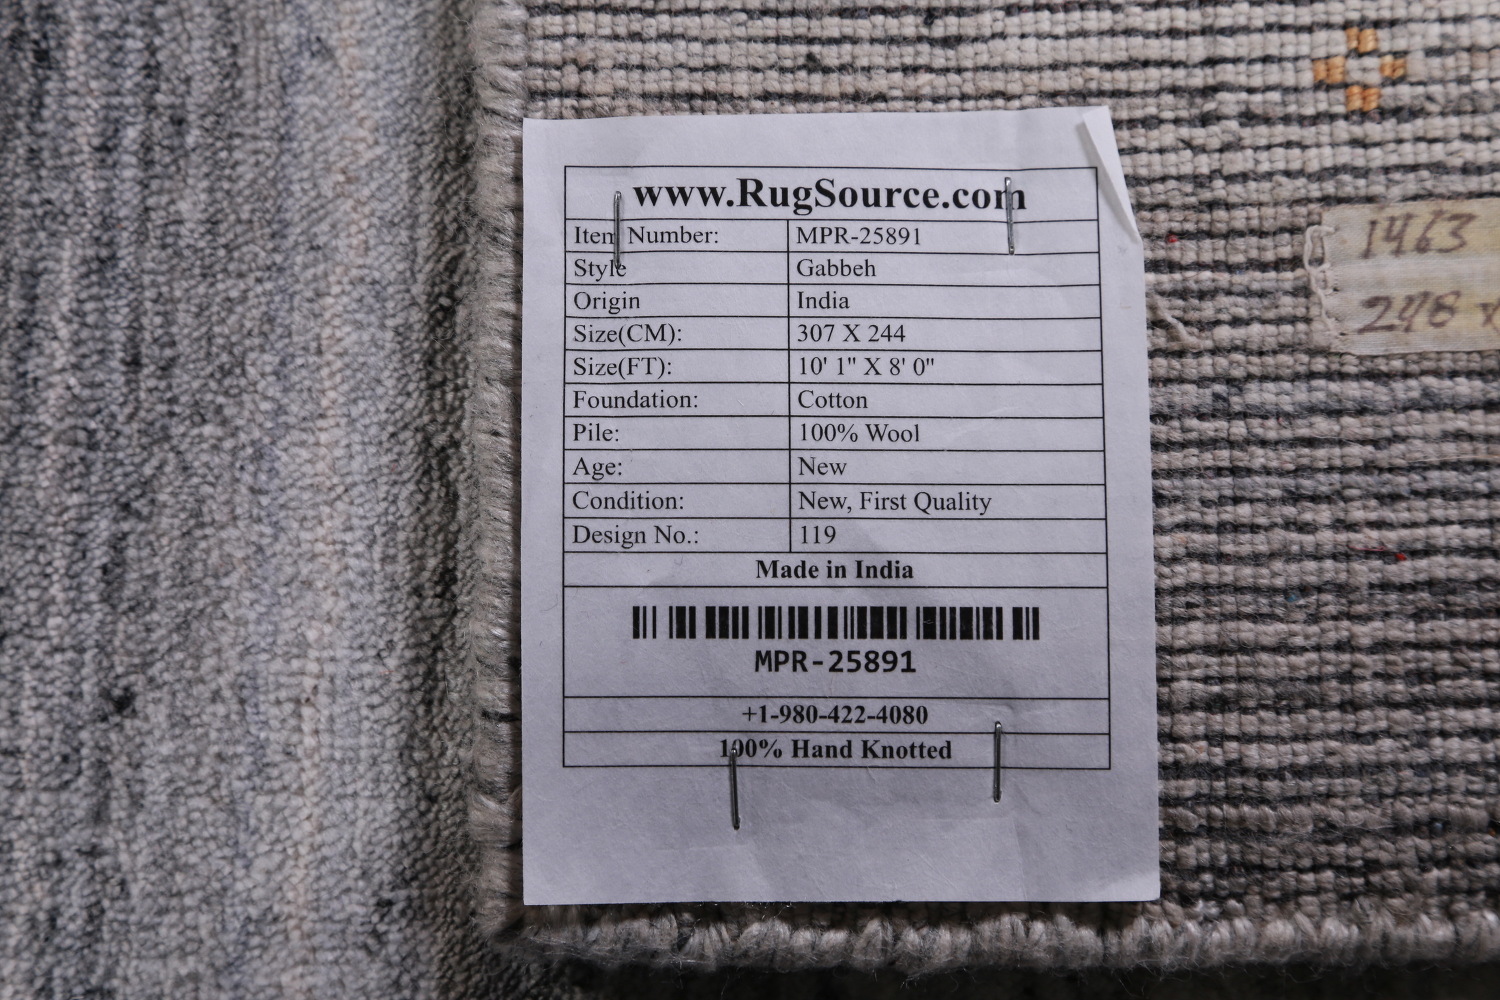 www.RugSource.com
Item Number: MPR-25891
Style Gabbeh
Origin India
Size(CM): 307 X 244
Size(FT): 10' 1" X 8' 0"
Foundation: Cotton
Pile: 100% Wool
Age: New
Condition: New, First Quality
Design No.: 119
Made in India
MPR-25891
+1-980-422-4080
100% Hand Knotted
1463